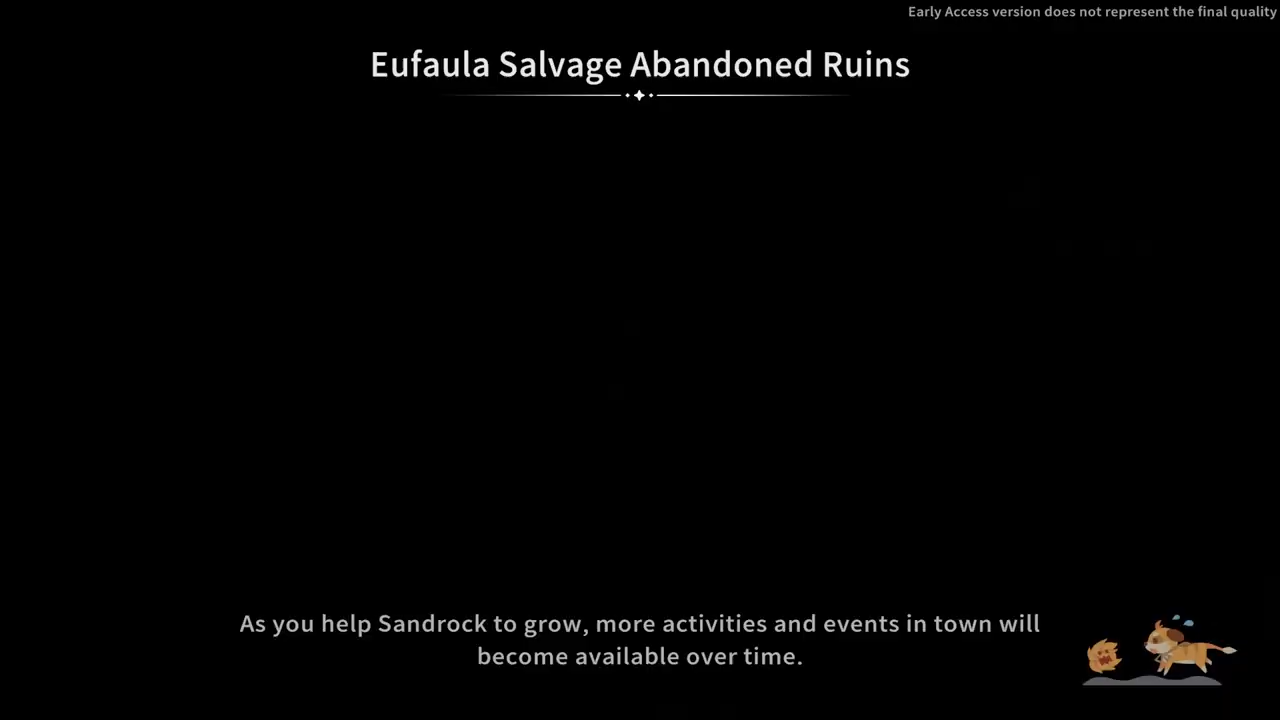 Early Access version does not represent the final quality
Eufaula Salvage Abandoned Ruins
As you help Sandrock to grow, more activities and events in town will
become available over time.